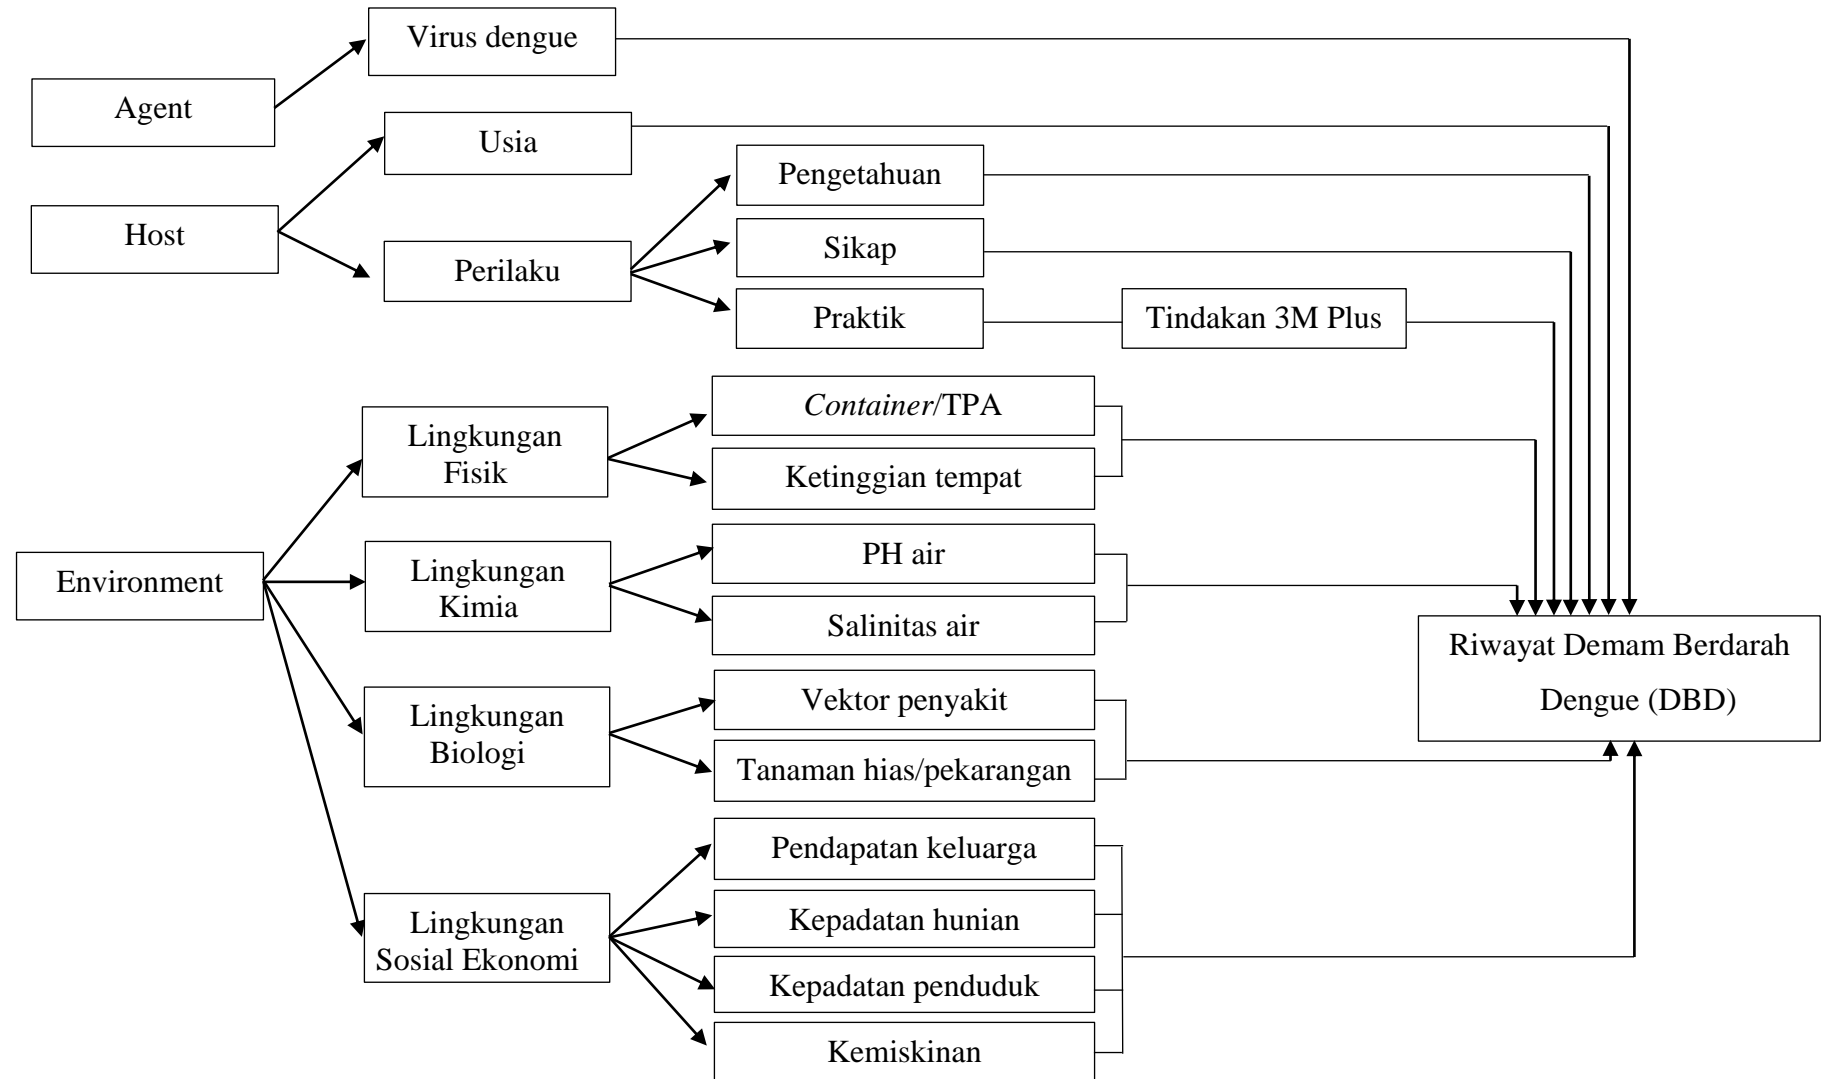 Virus dengue
Agent
Usia
Pengetahuan
Host
Sikap
Perilaku
Praktik
Tindakan 3M Plus
Container/TPA
Lingkungan
Fisik
Ketinggian tempat
PH air
Environment
Lingkungan
Kimia
Salinitas air
Riwayat Demam Berdarah
Dengue (DBD)
Vektor penyakit
Lingkungan
Biologi
Tanaman hias/pekarangan
Pendapatan keluarga
Lingkungan
Sosial Ekonomi
Kepadatan hunian
Kepadatan penduduk
Kemiskinan